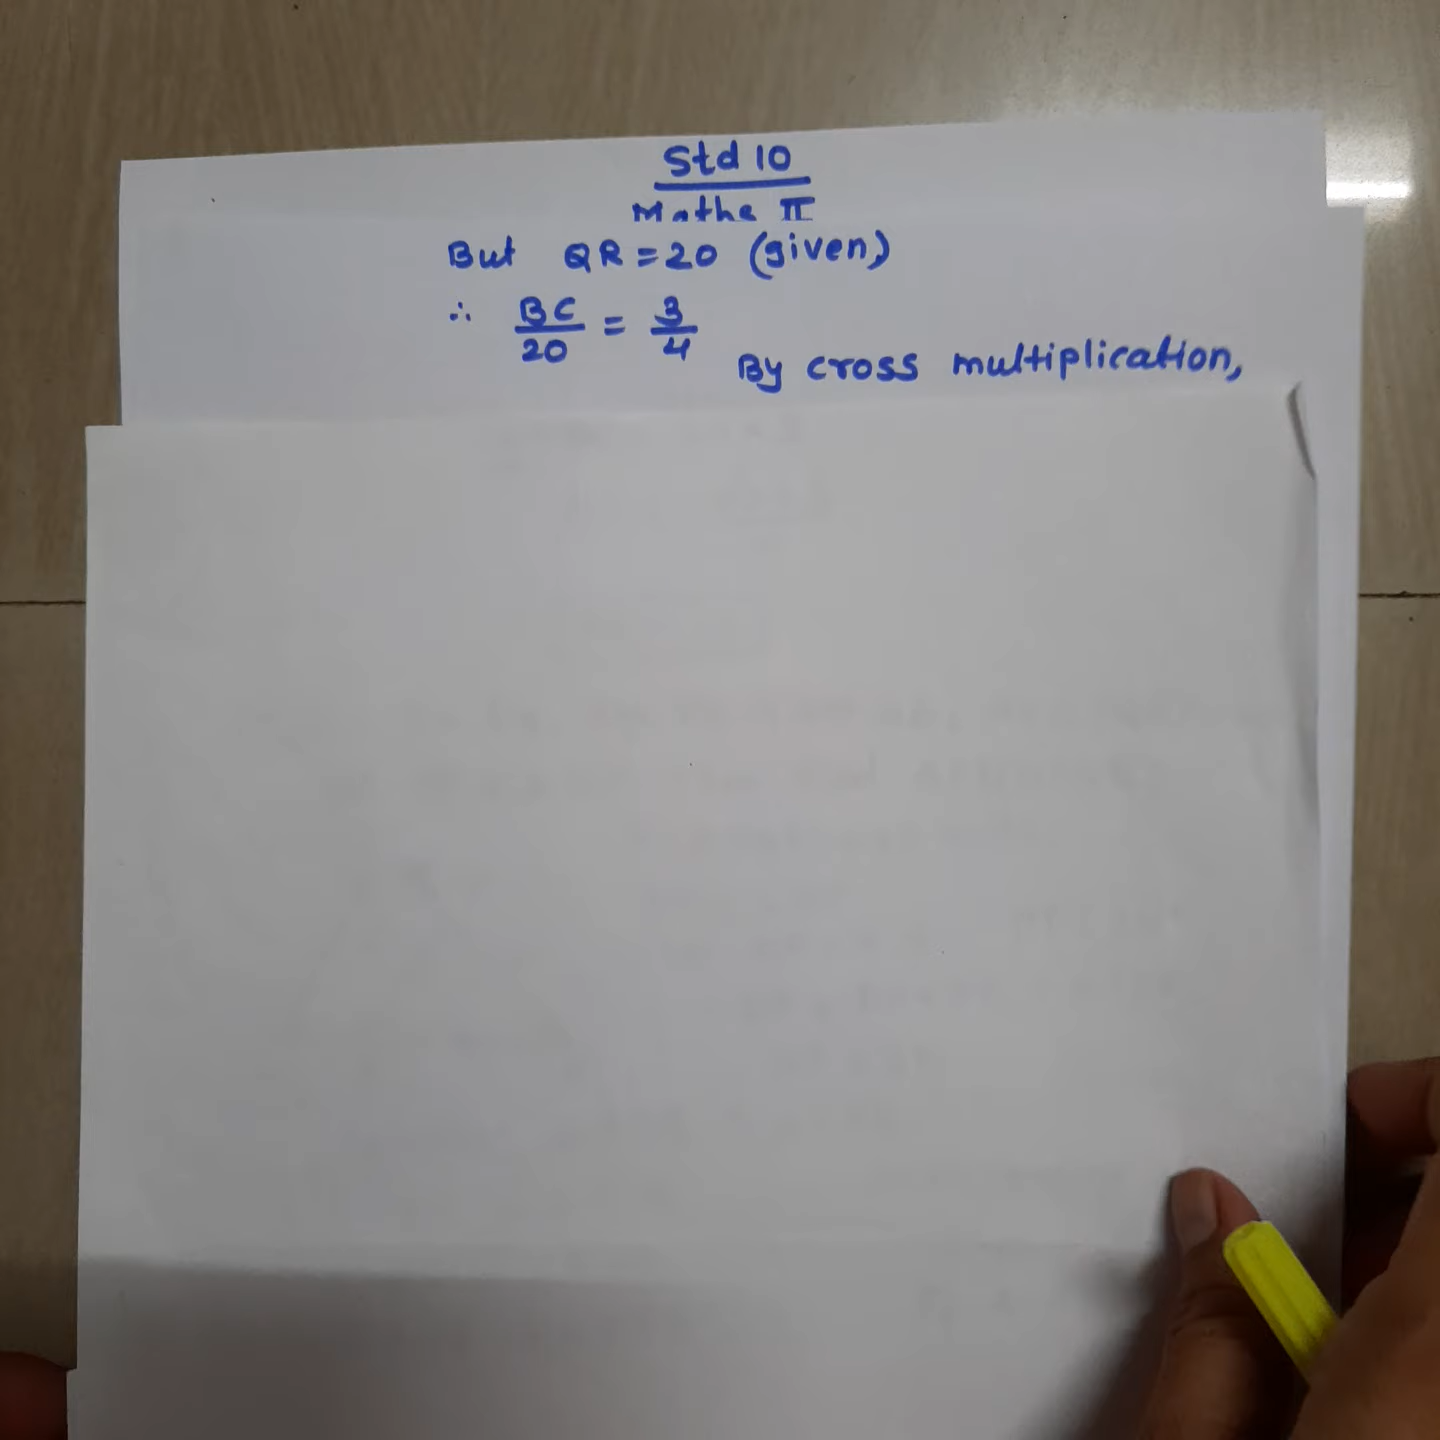 Std 10
Maths II
But QR = 20 (given)
∴ BC/20 = 3/4
By cross multiplication,